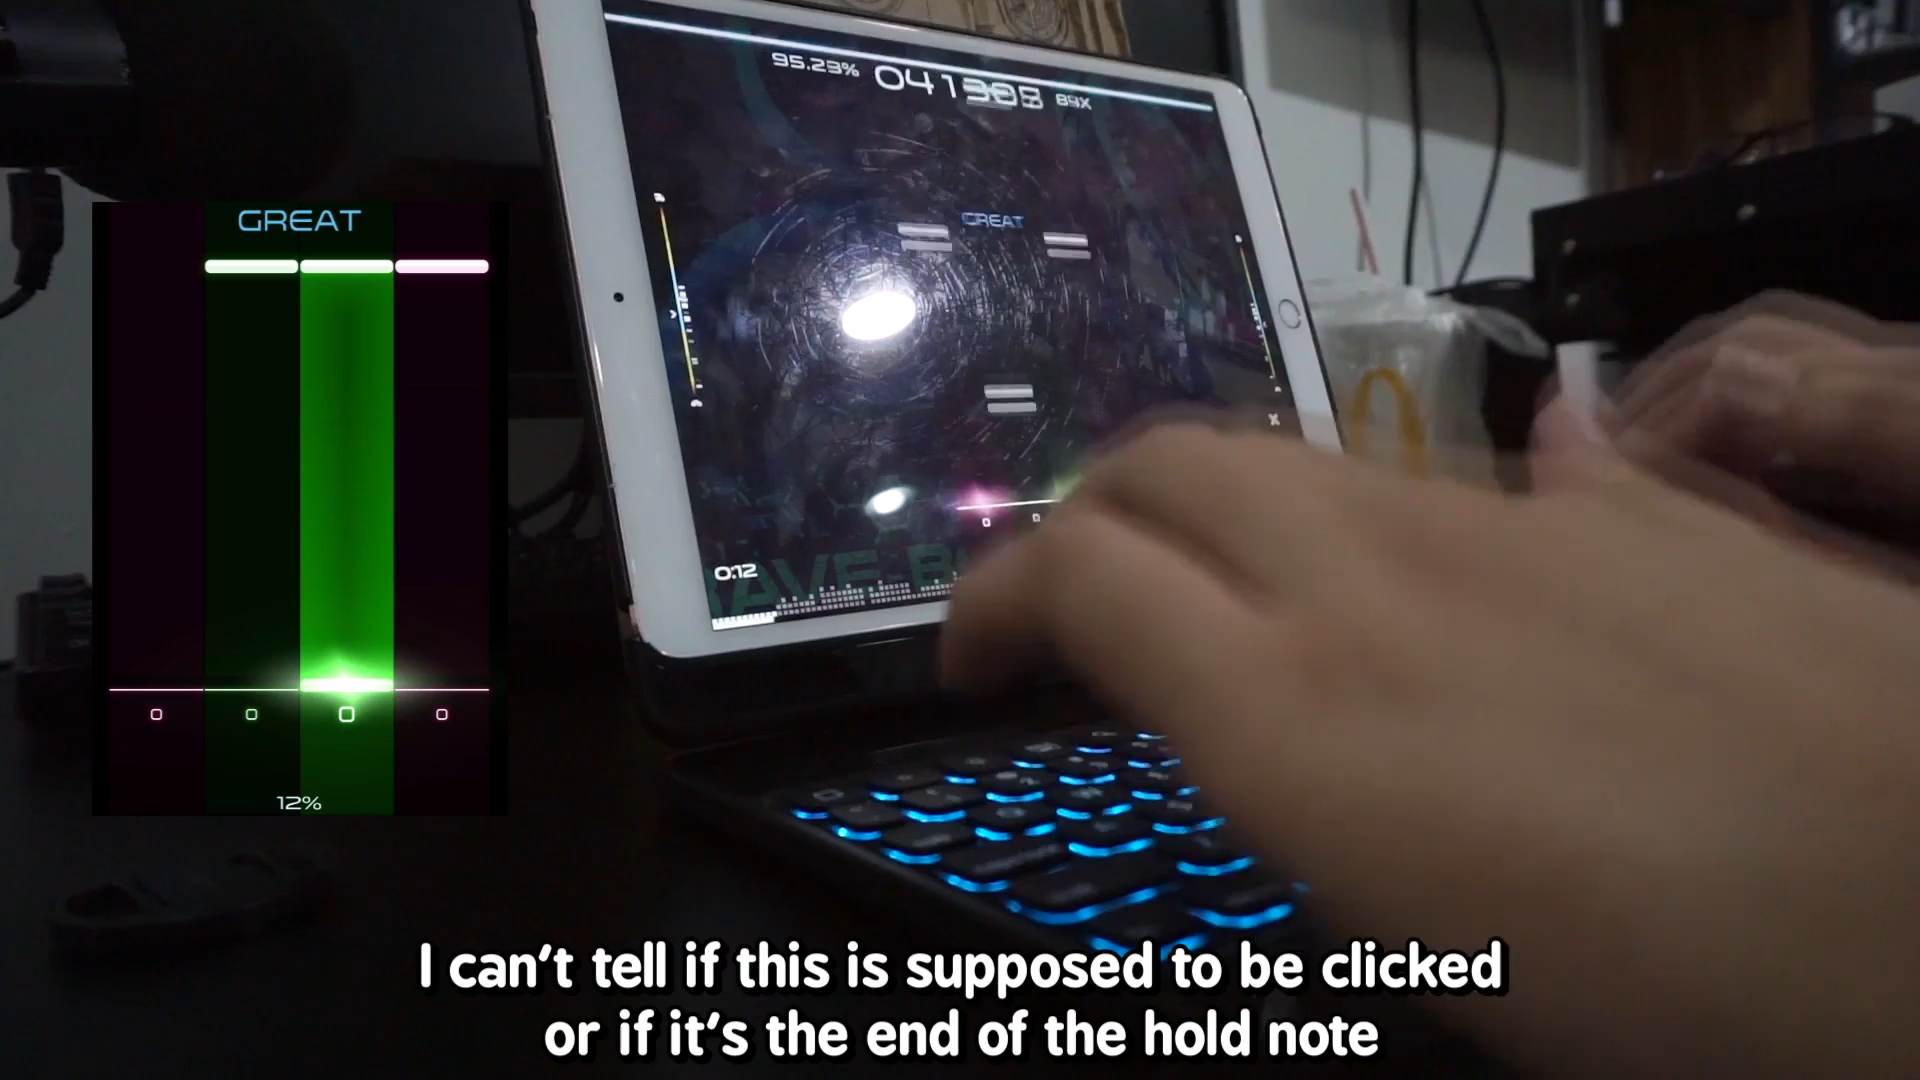 95.23%
041308
89X
GREAT
GREAT
0:12
12%
I can't tell if this is supposed to be clicked
or if it's the end of the hold note